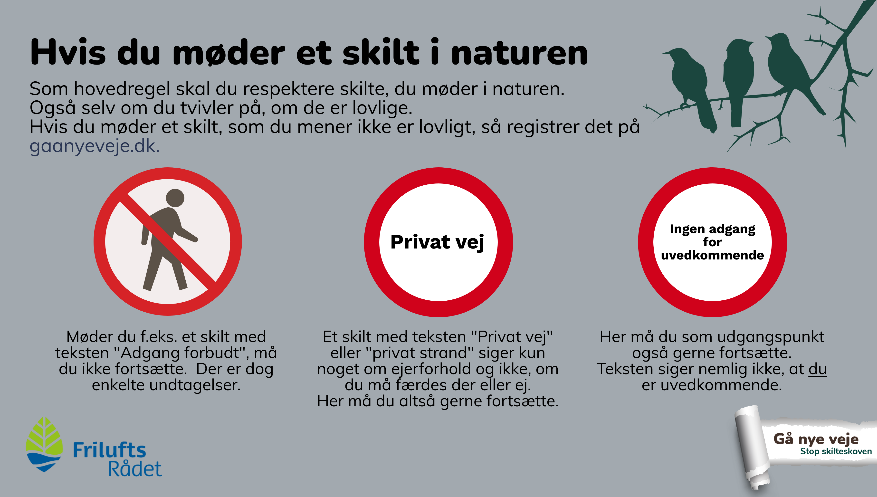 Hvis du møder et skilt i naturen
Som hovedregel skal du respektere skilte, du møder i naturen.
Også selv om du tvivler på, om de er lovlige.
Hvis du møder et skilt, som du mener ikke er lovligt, så registrer det på
gaanyeveje.dk.
Møder du f.eks. et skilt med
teksten "Adgang forbudt", må
du ikke fortsætte. Der er dog
enkelte undtagelser.
Privat vej
Et skilt med teksten "Privat vej"
eller "privat strand" siger kun
noget om ejerforhold og ikke, om
du må færdes der eller ej.
Her må du altså gerne fortsætte.
Ingen adgang
for
uvedkommende
Her må du som udgangspunkt
også gerne fortsætte.
Teksten siger nemlig ikke, at du
er uvedkommende.
Frilufts
Rådet
Gå nye veje
Stop skilteskoven